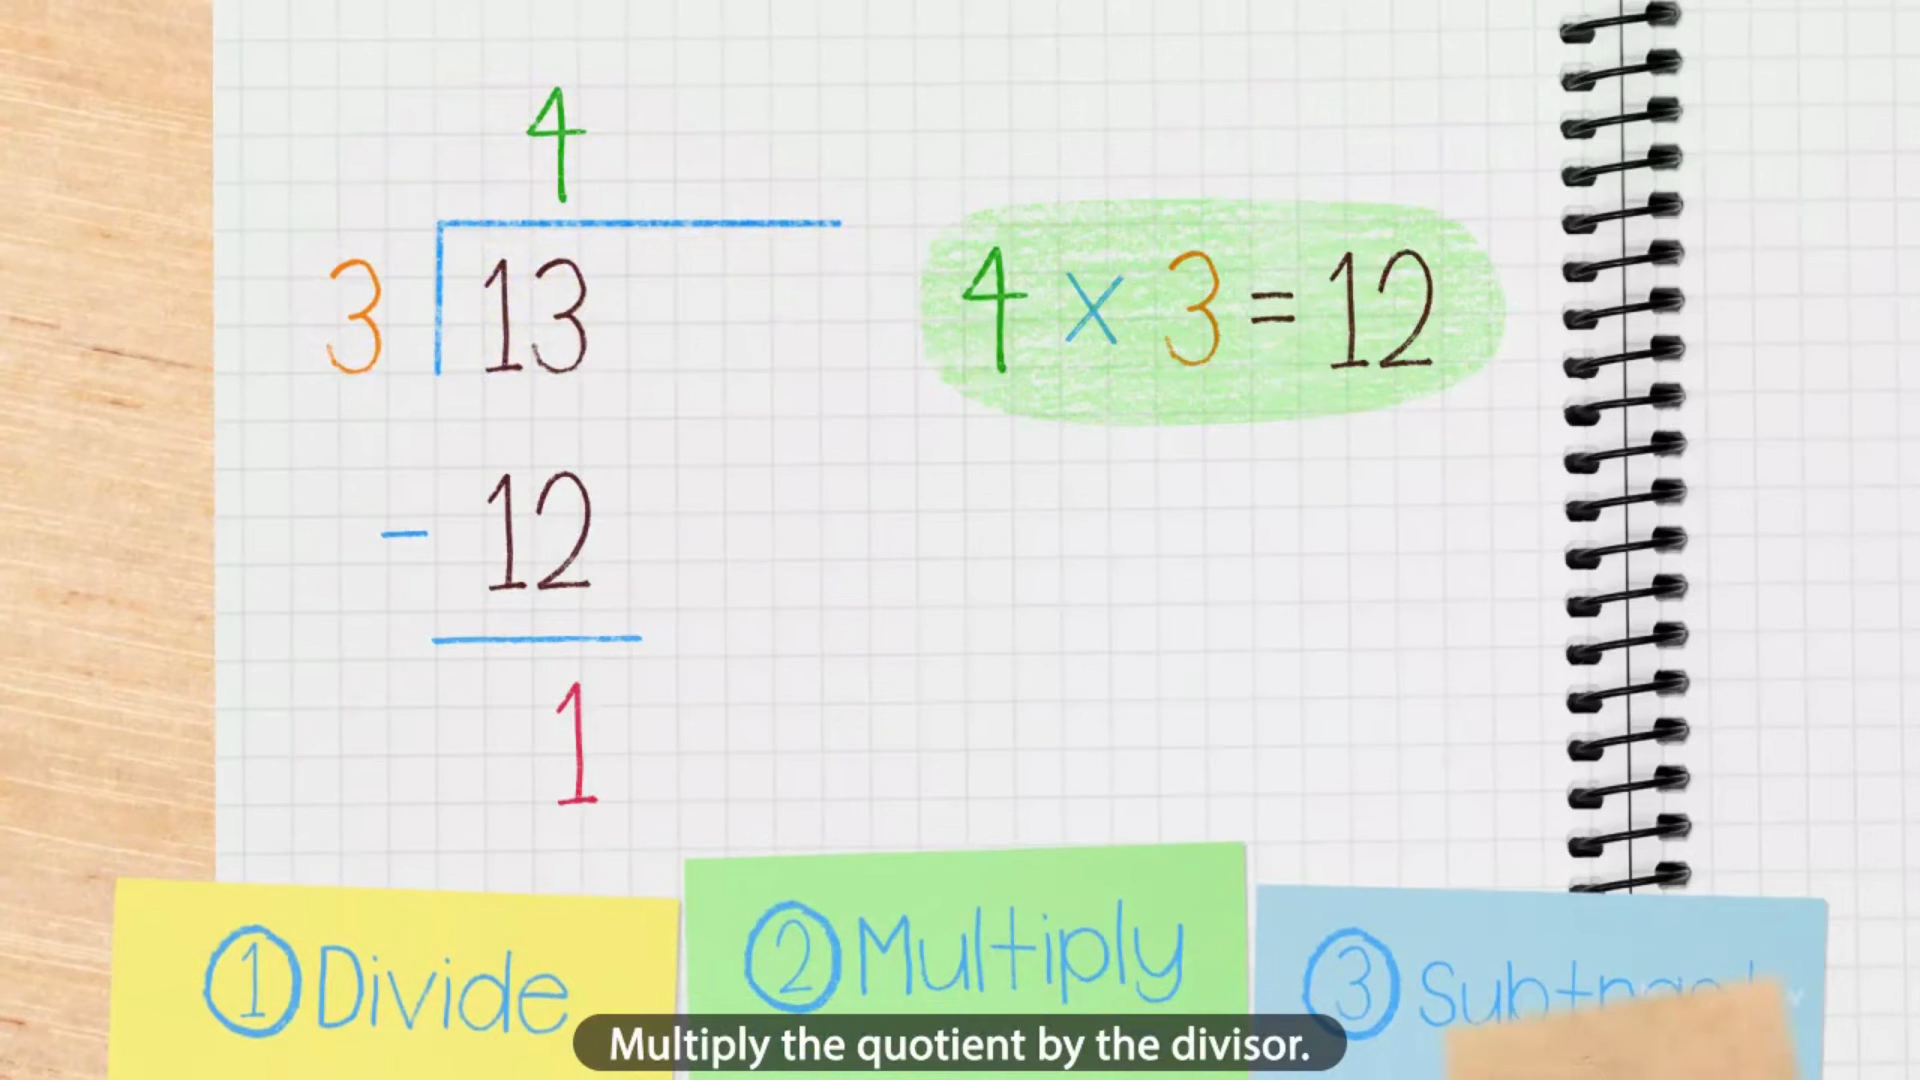 4
3 13
4 × 3 = 12
- 12
1
① Divide
② Multiply
③ Subtract
Multiply the quotient by the divisor.